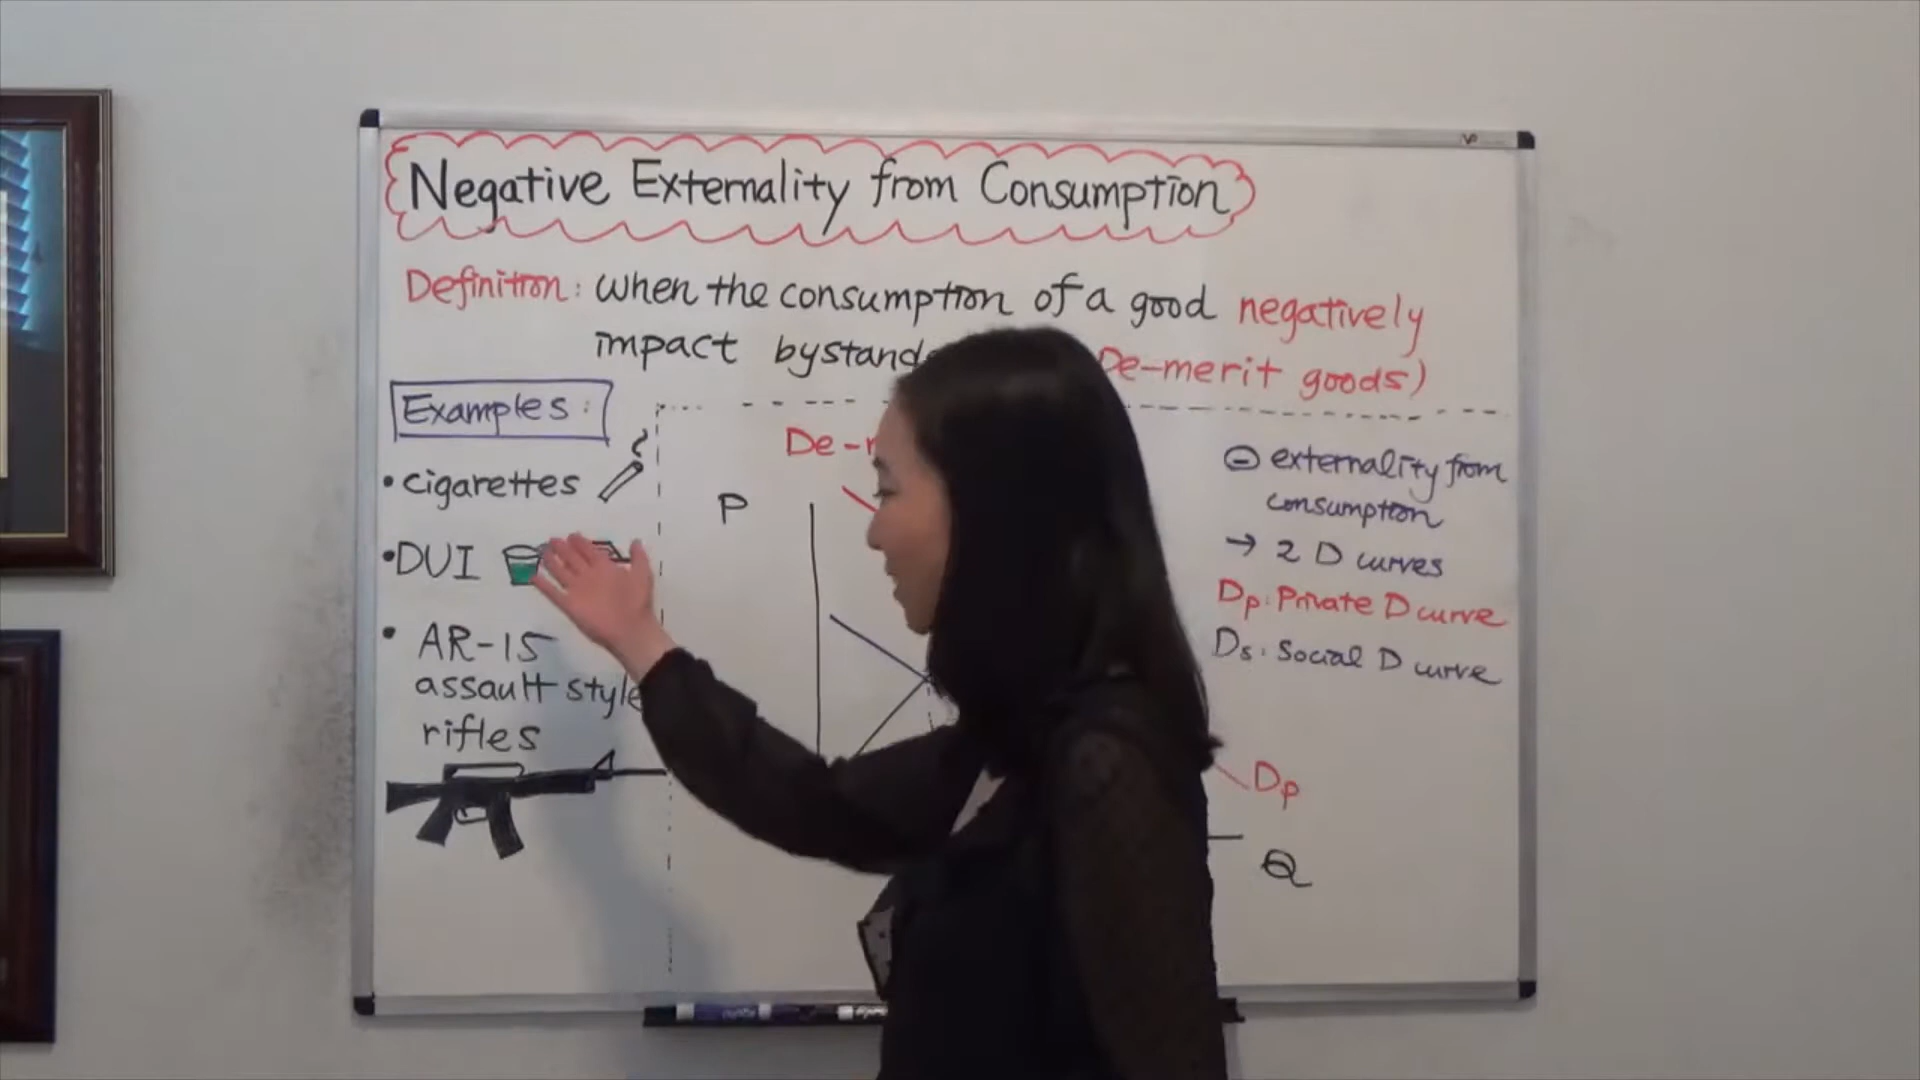 Negative Externality from Consumption
Definition: when the consumption of a good negatively
impact bystand
De-merit goods)
Examples:
• cigarettes
• DUI
• AR-15
assault style
rifles
De-
P
Dp
Q
⊖ externality from
consumption
→ 2 D curves
Dp: Private D curve
Ds: Social D curve